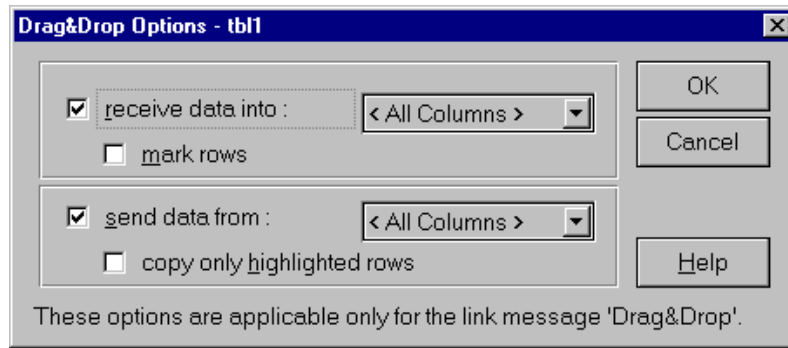 Drag&Drop Options - tbl1
receive data into :
< All Columns >
OK
mark rows
Cancel
send data from :
< All Columns >
copy only highlighted rows
Help
These options are applicable only for the link message 'Drag&Drop'.